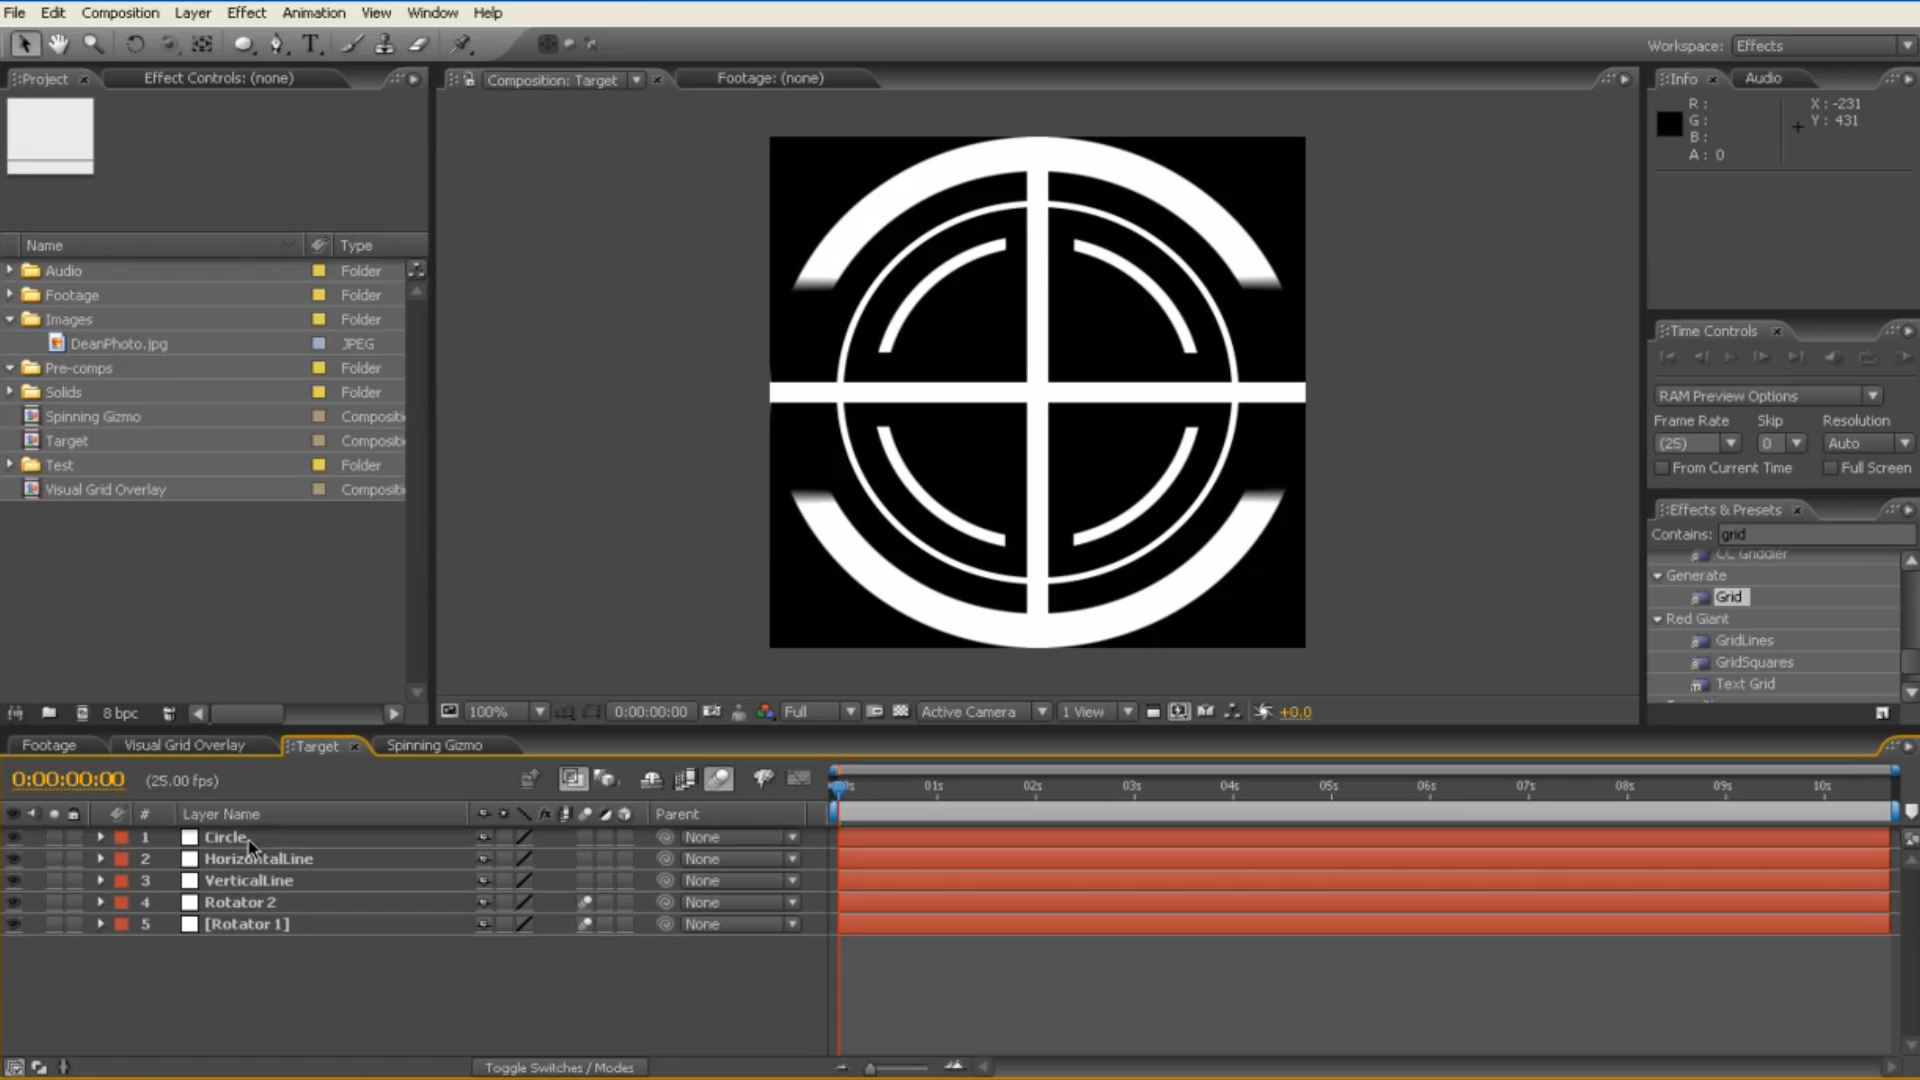 File Edit Composition Layer Effect Animation View Window Help
Workspace: Effects
Project Effect Controls: (none) Composition: Target Footage: (none) Info Audio
R: X: -231
G: Y: 431
B:
A: 0
Name Type
Audio Folder
Footage Folder
Images Folder
DeanPhoto.jpg JPEG
Pre-comps Folder
Solids Folder
Spinning Gizmo Compositi
Target Compositi
Test Folder
Visual Grid Overlay Compositi
Time Controls
RAM Preview Options
Frame Rate Skip Resolution
(25) 0 Auto
From Current Time Full Screen
Effects & Presets
Contains: grid
CC Griddler
Generate
Grid
Red Giant
GridLines
GridSquares
Text Grid
8 bpc 100% 0:00:00:00 Full Active Camera 1 View +0.0
Footage Visual Grid Overlay Target Spinning Gizmo
0:00:00:00 (25.00 fps)
01s 02s 03s 04s 05s 06s 07s 08s 09s 10s
# Layer Name Parent
1 Circle None
2 HorizontalLine None
3 VerticalLine None
4 Rotator 2 None
5 [Rotator 1] None
Toggle Switches / Modes